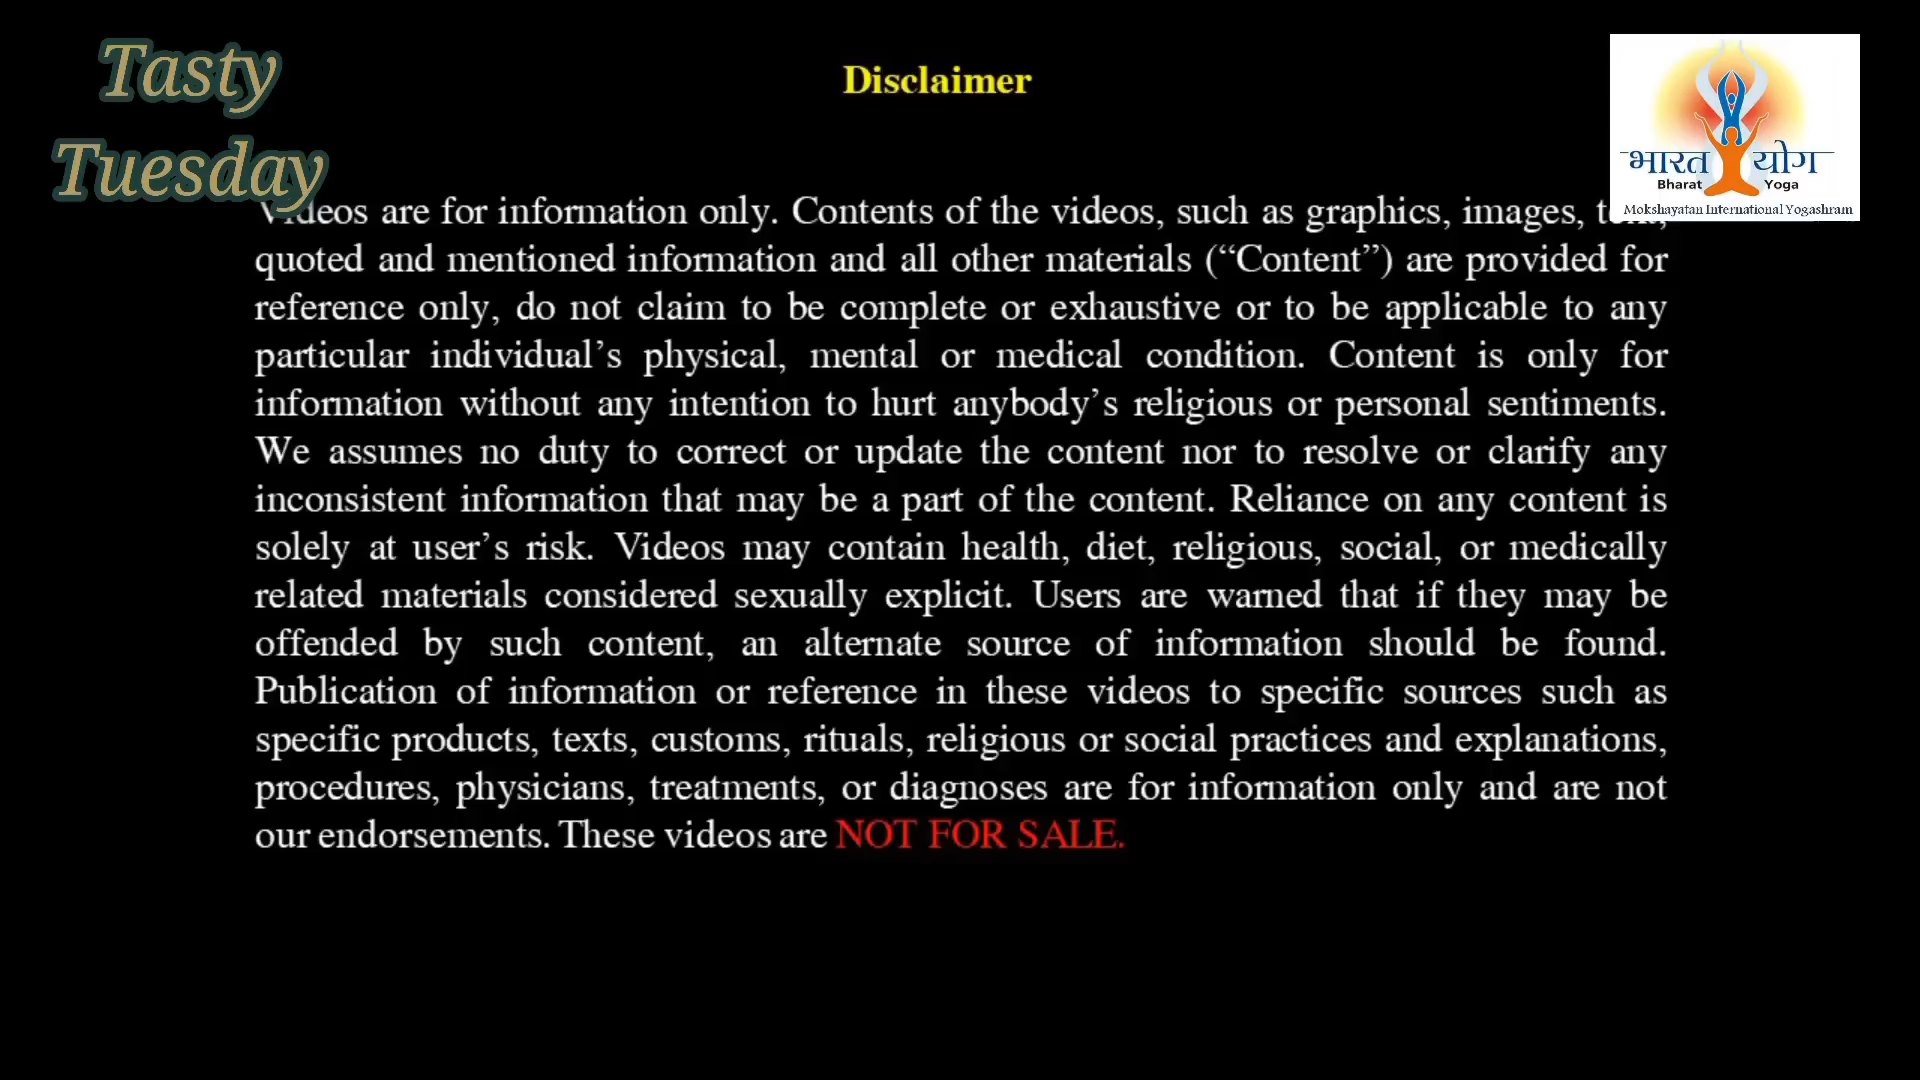 Tasty
Tuesday
Disclaimer
भारत योग
Bharat Yoga
Mokshayatan International Yogashram
Videos are for information only. Contents of the videos, such as graphics, images,
quoted and mentioned information and all other materials (“Content”) are provided for
reference only, do not claim to be complete or exhaustive or to be applicable to any
particular individual’s physical, mental or medical condition. Content is only for
information without any intention to hurt anybody’s religious or personal sentiments.
We assumes no duty to correct or update the content nor to resolve or clarify any
inconsistent information that may be a part of the content. Reliance on any content is
solely at user’s risk. Videos may contain health, diet, religious, social, or medically
related materials considered sexually explicit. Users are warned that if they may be
offended by such content, an alternate source of information should be found.
Publication of information or reference in these videos to specific sources such as
specific products, texts, customs, rituals, religious or social practices and explanations,
procedures, physicians, treatments, or diagnoses are for information only and are not
our endorsements. These videos are NOT FOR SALE.